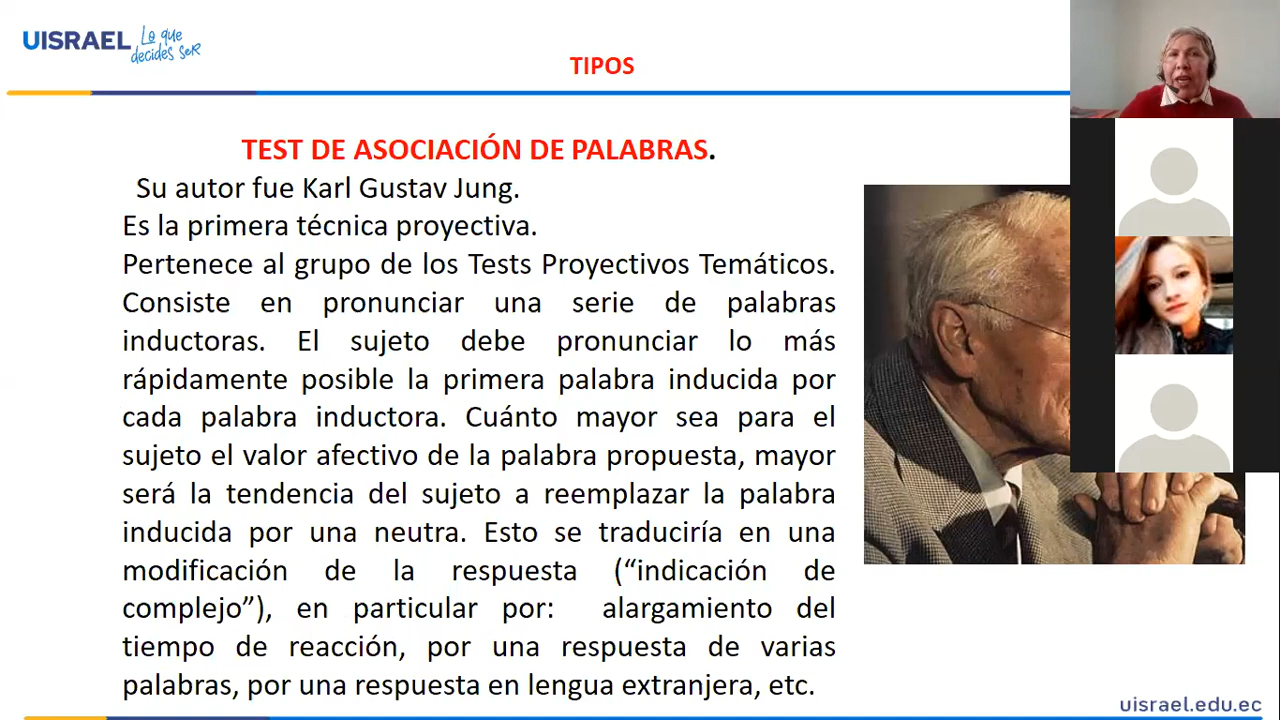 UISRAEL Lo que
decides seR
TIPOS
TEST DE ASOCIACIÓN DE PALABRAS.
Su autor fue Karl Gustav Jung.
Es la primera técnica proyectiva.
Pertenece al grupo de los Tests Proyectivos Temáticos.
Consiste en pronunciar una serie de palabras
inductoras. El sujeto debe pronunciar lo más
rápidamente posible la primera palabra inducida por
cada palabra inductora. Cuánto mayor sea para el
sujeto el valor afectivo de la palabra propuesta, mayor
será la tendencia del sujeto a reemplazar la palabra
inducida por una neutra. Esto se traduciría en una
modificación de la respuesta (“indicación de
complejo”), en particular por: alargamiento del
tiempo de reacción, por una respuesta de varias
palabras, por una respuesta en lengua extranjera, etc.
uisrael.edu.ec